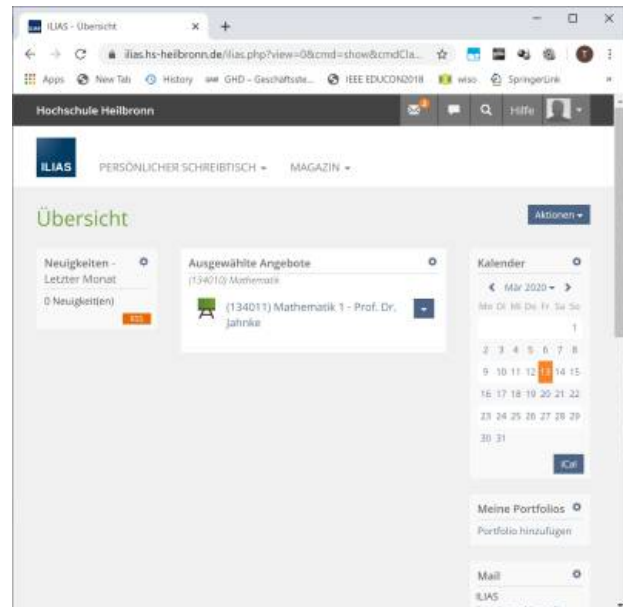 ILIAS - Übersicht
ilias.hs-heilbronn.de/ilias.php?view=0&cmd=show&cmdCla...
Apps New Tab History GHD - Geschäftsste... IEEE EDUCON2018 wiso SpringerLink
Hochschule Heilbronn
Hilfe
ILIAS PERSÖNLICHER SCHREIBTISCH MAGAZIN
Übersicht
Aktionen
Neuigkeiten -
Letzter Monat
0 Neuigkeit(en)
RSS
Ausgewählte Angebote
(134010) Mathematik
(134011) Mathematik 1 - Prof. Dr.
Jahnke
Kalender
Mär 2020
Mo Di Mi Do Fr Sa So
1
2 3 4 5 6 7 8
9 10 11 12 13 14 15
16 17 18 19 20 21 22
23 24 25 26 27 28 29
30 31
iCal
Meine Portfolios
Portfolio hinzufügen
Mail
ILIAS